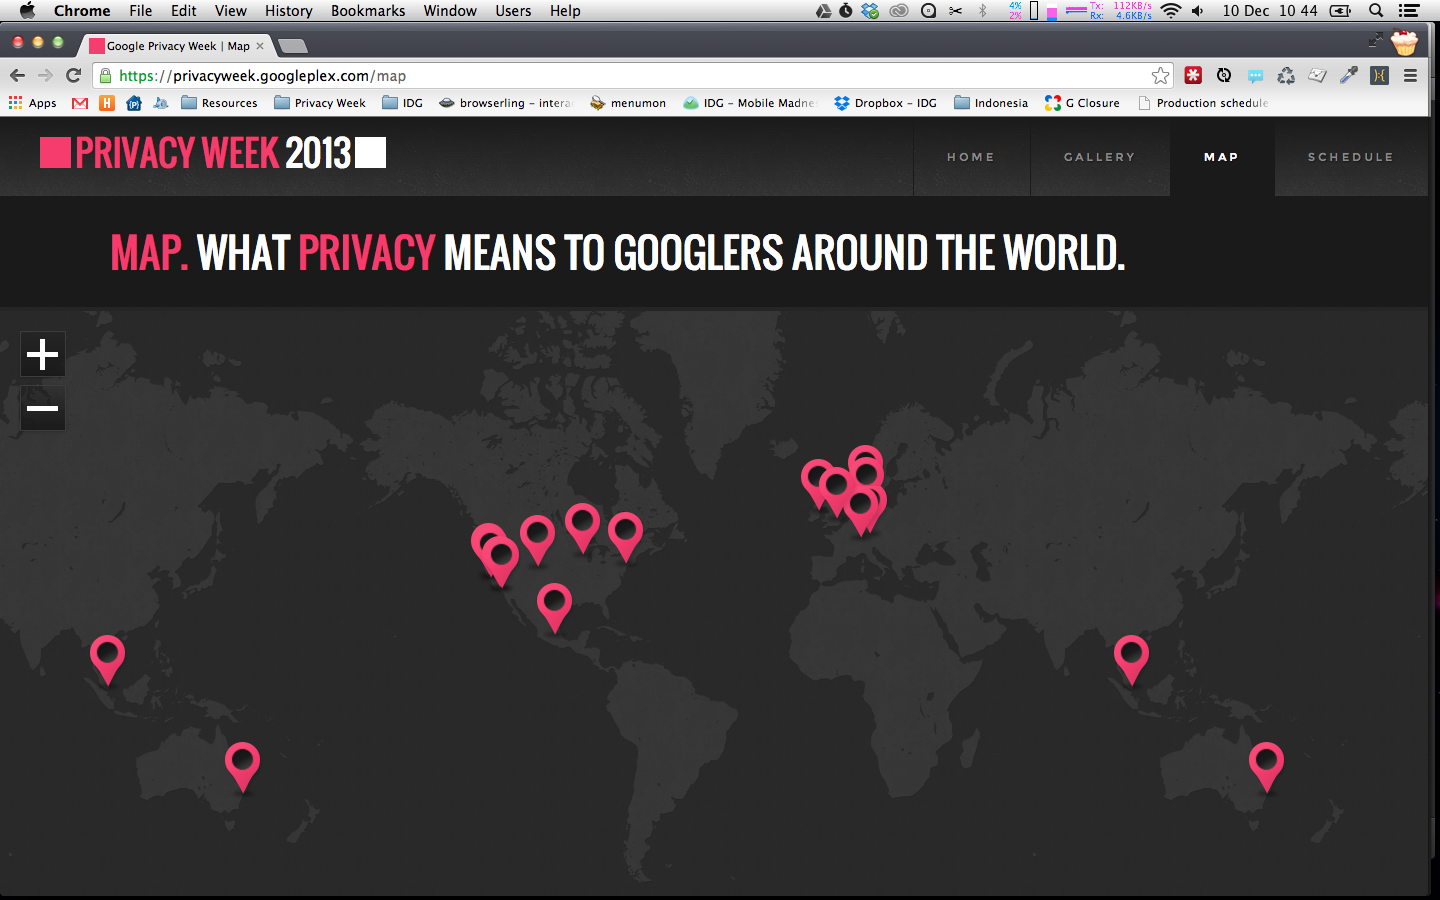 Chrome File Edit View History Bookmarks Window Users Help 4% 2% Tx: 112KB/s Rx: 4.6KB/s 10 Dec 10 44
Google Privacy Week | Map
https://privacyweek.googleplex.com/map
Apps Resources Privacy Week IDG browserling – intera menumon IDG – Mobile Madne Dropbox – IDG Indonesia G Closure Production schedule
PRIVACY WEEK 2013
HOME GALLERY MAP SCHEDULE
MAP. WHAT PRIVACY MEANS TO GOOGLERS AROUND THE WORLD.